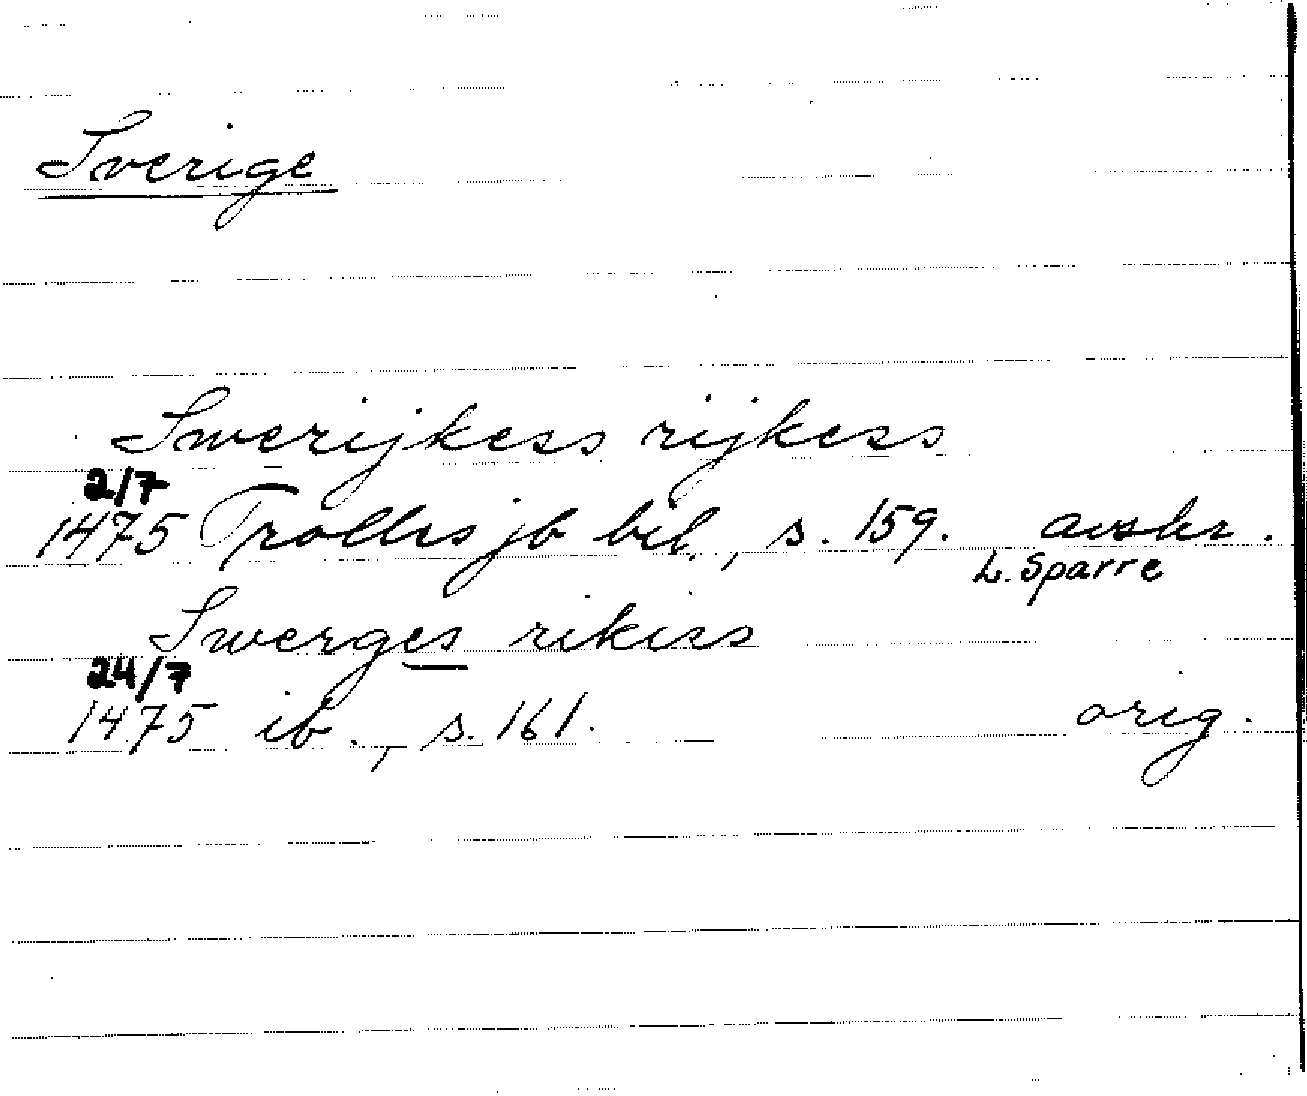 Sverige
Swerijkess rijkess
2/7
1475 Trolles jb bil., s. 159. avskr.
L. Sparre
Swerges rikess
24/7
1475 ib., s. 161. orig.